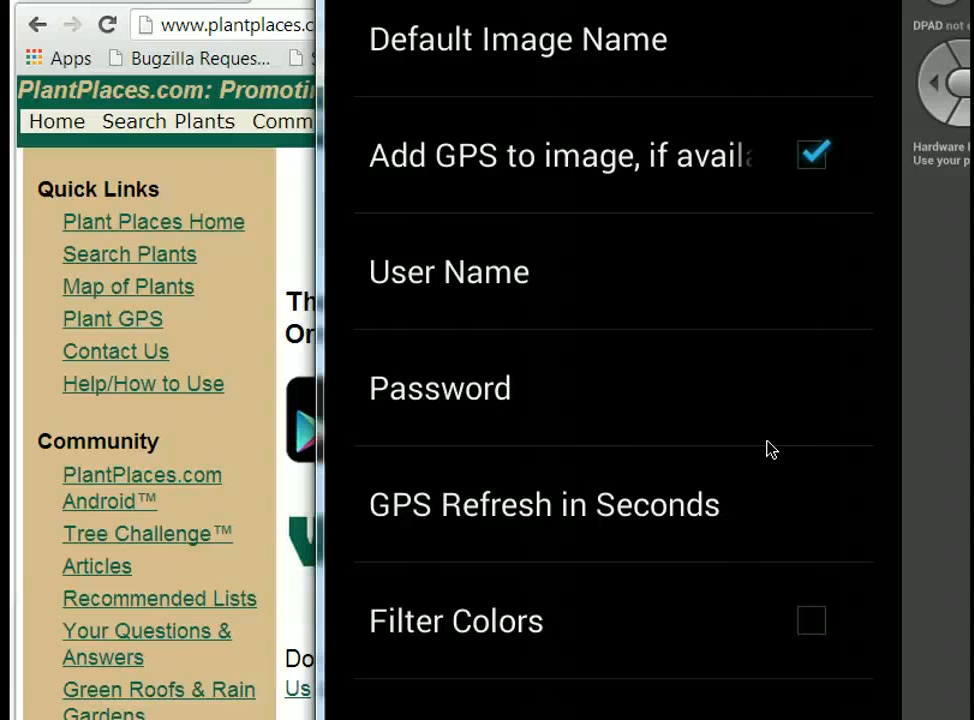 www.plantplaces.c
Apps Bugzilla Reques...
PlantPlaces.com: Promoti
Home Search Plants Comm
Quick Links
Plant Places Home
Search Plants
Map of Plants
Plant GPS
Contact Us
Help/How to Use
Community
PlantPlaces.com
Android™
Tree Challenge™
Articles
Recommended Lists
Your Questions &
Answers
Green Roofs & Rain
Gardens
Th
Or
Do
Us
Default Image Name
Add GPS to image, if availa
User Name
Password
GPS Refresh in Seconds
Filter Colors
DPAD not
Hardware
Use your p